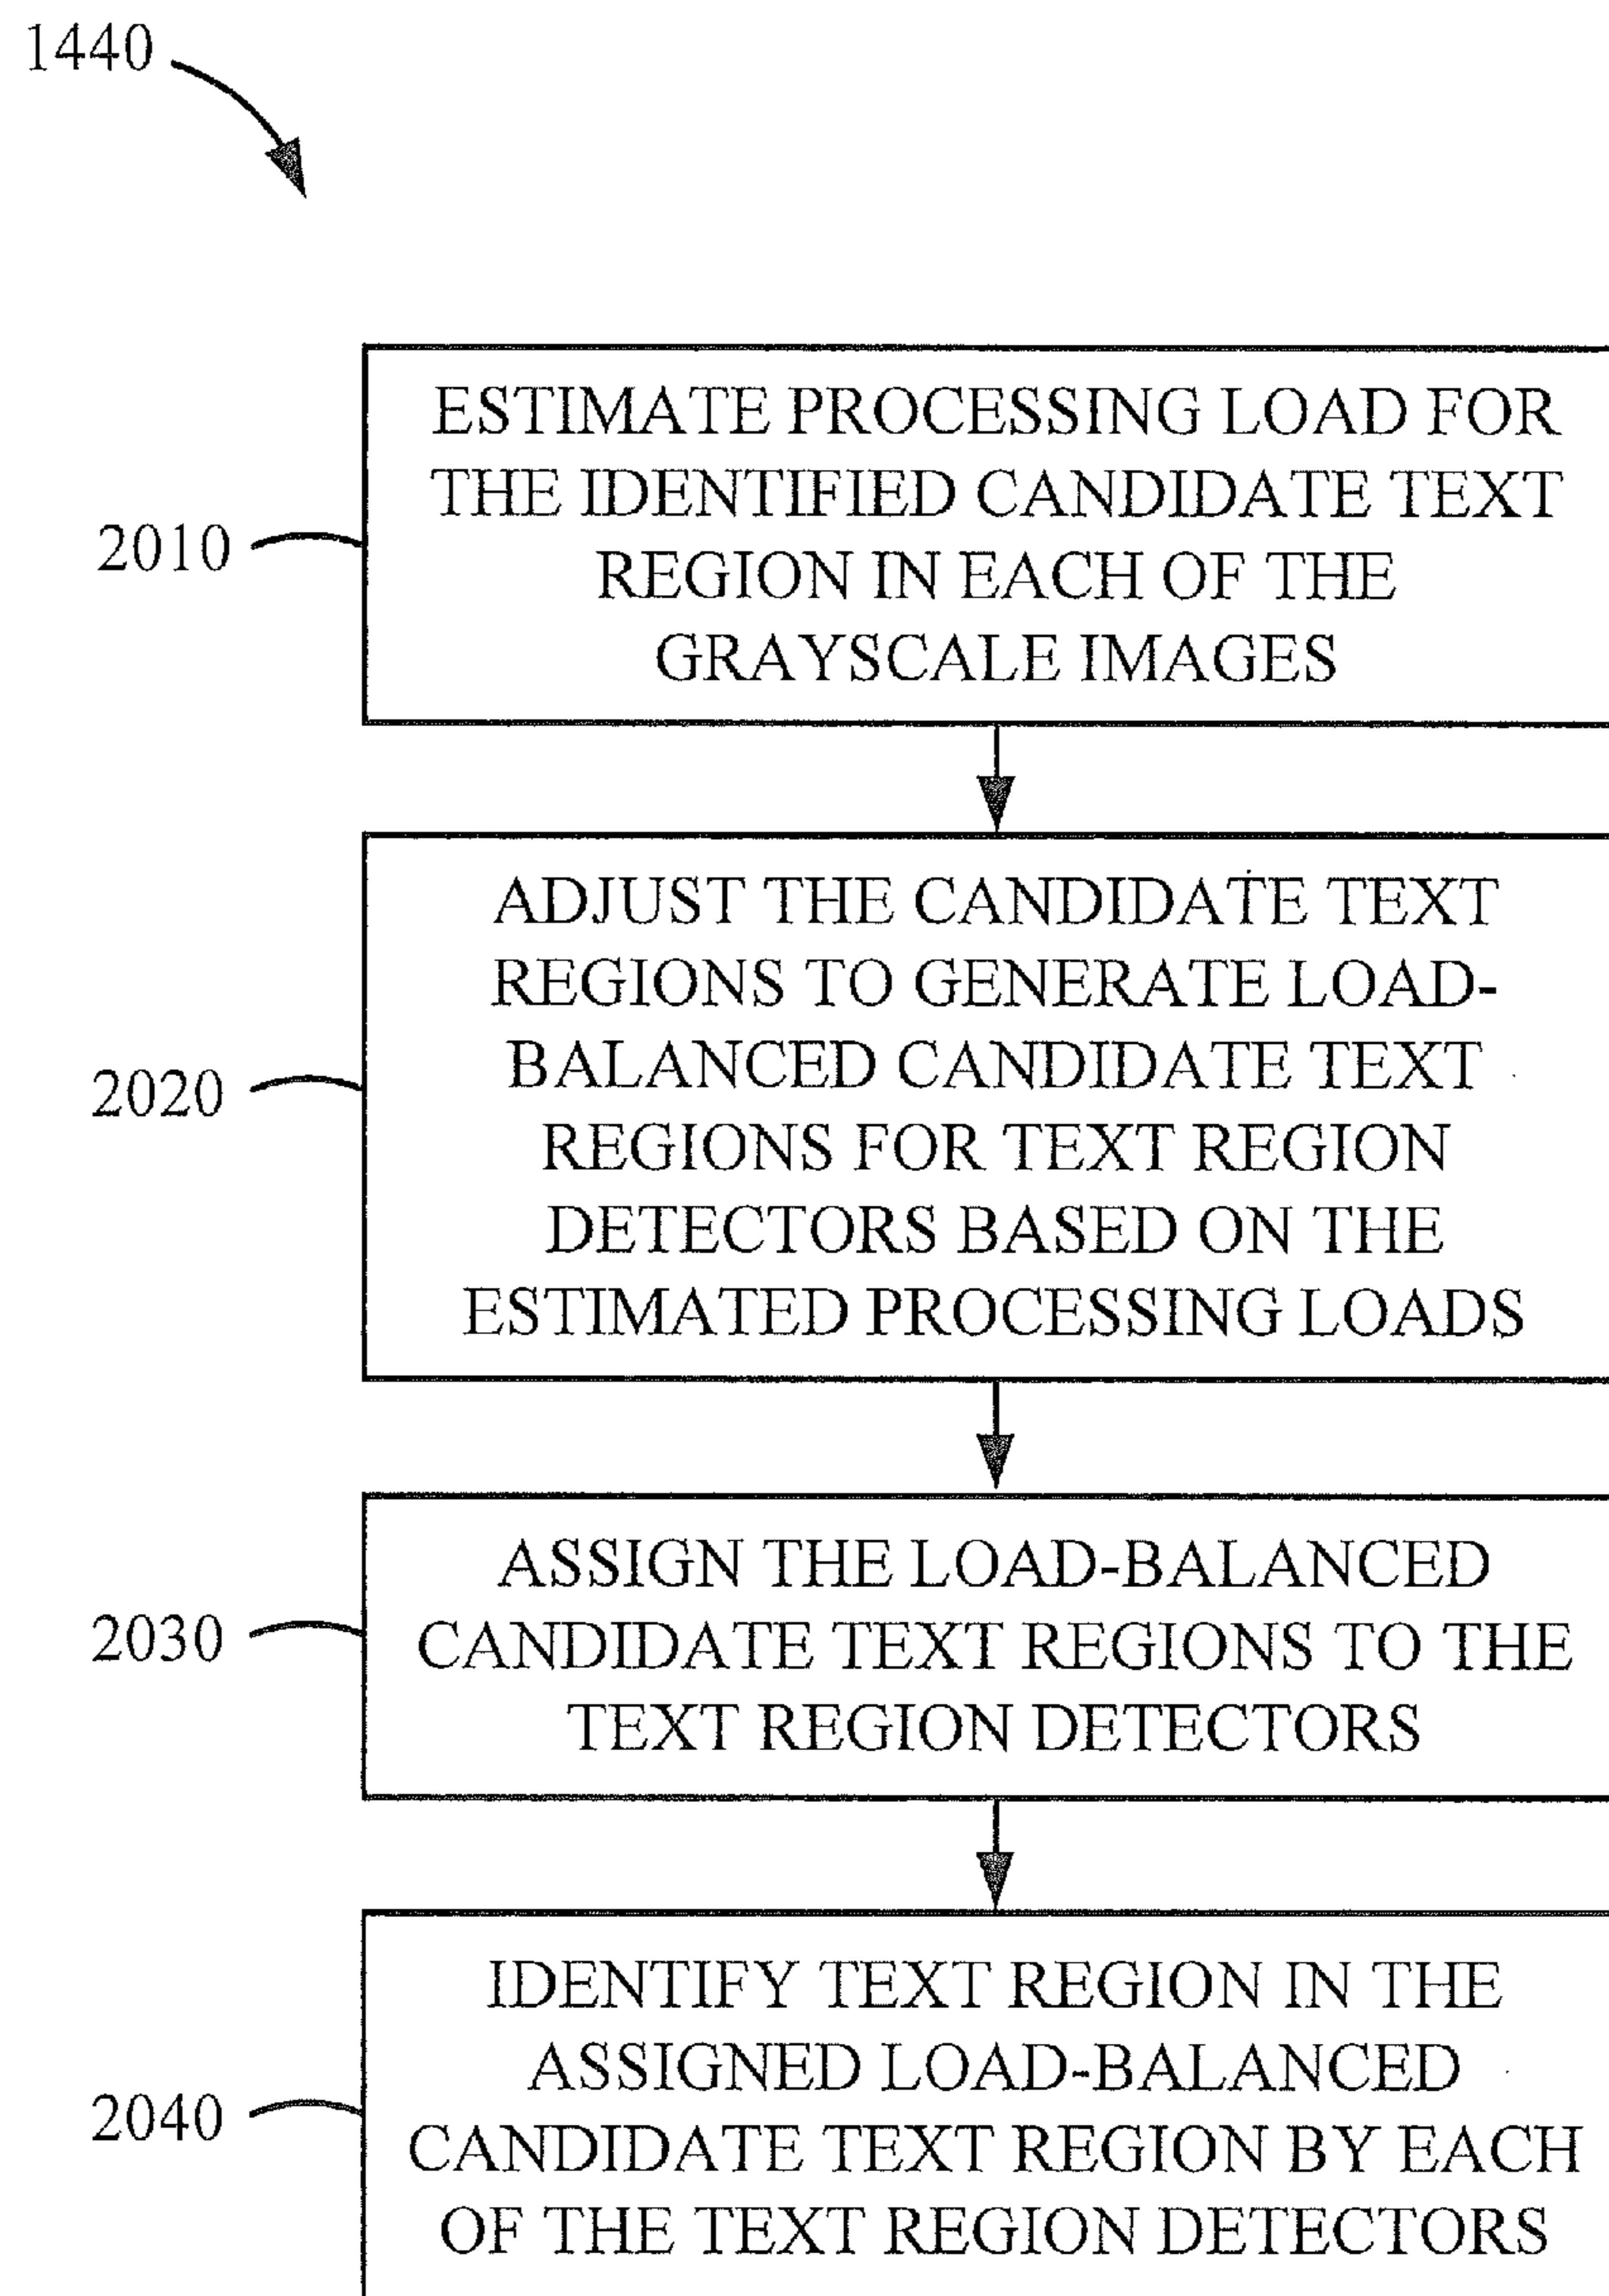 1440
ESTIMATE PROCESSING LOAD FOR
THE IDENTIFIED CANDIDATE TEXT
REGION IN EACH OF THE
GRAYSCALE IMAGES
2010
ADJUST THE CANDIDATE TEXT
REGIONS TO GENERATE LOAD-
BALANCED CANDIDATE TEXT
REGIONS FOR TEXT REGION
DETECTORS BASED ON THE
ESTIMATED PROCESSING LOADS
2020
ASSIGN THE LOAD-BALANCED
CANDIDATE TEXT REGIONS TO THE
TEXT REGION DETECTORS
2030
IDENTIFY TEXT REGION IN THE
ASSIGNED LOAD-BALANCED
CANDIDATE TEXT REGION BY EACH
OF THE TEXT REGION DETECTORS
2040